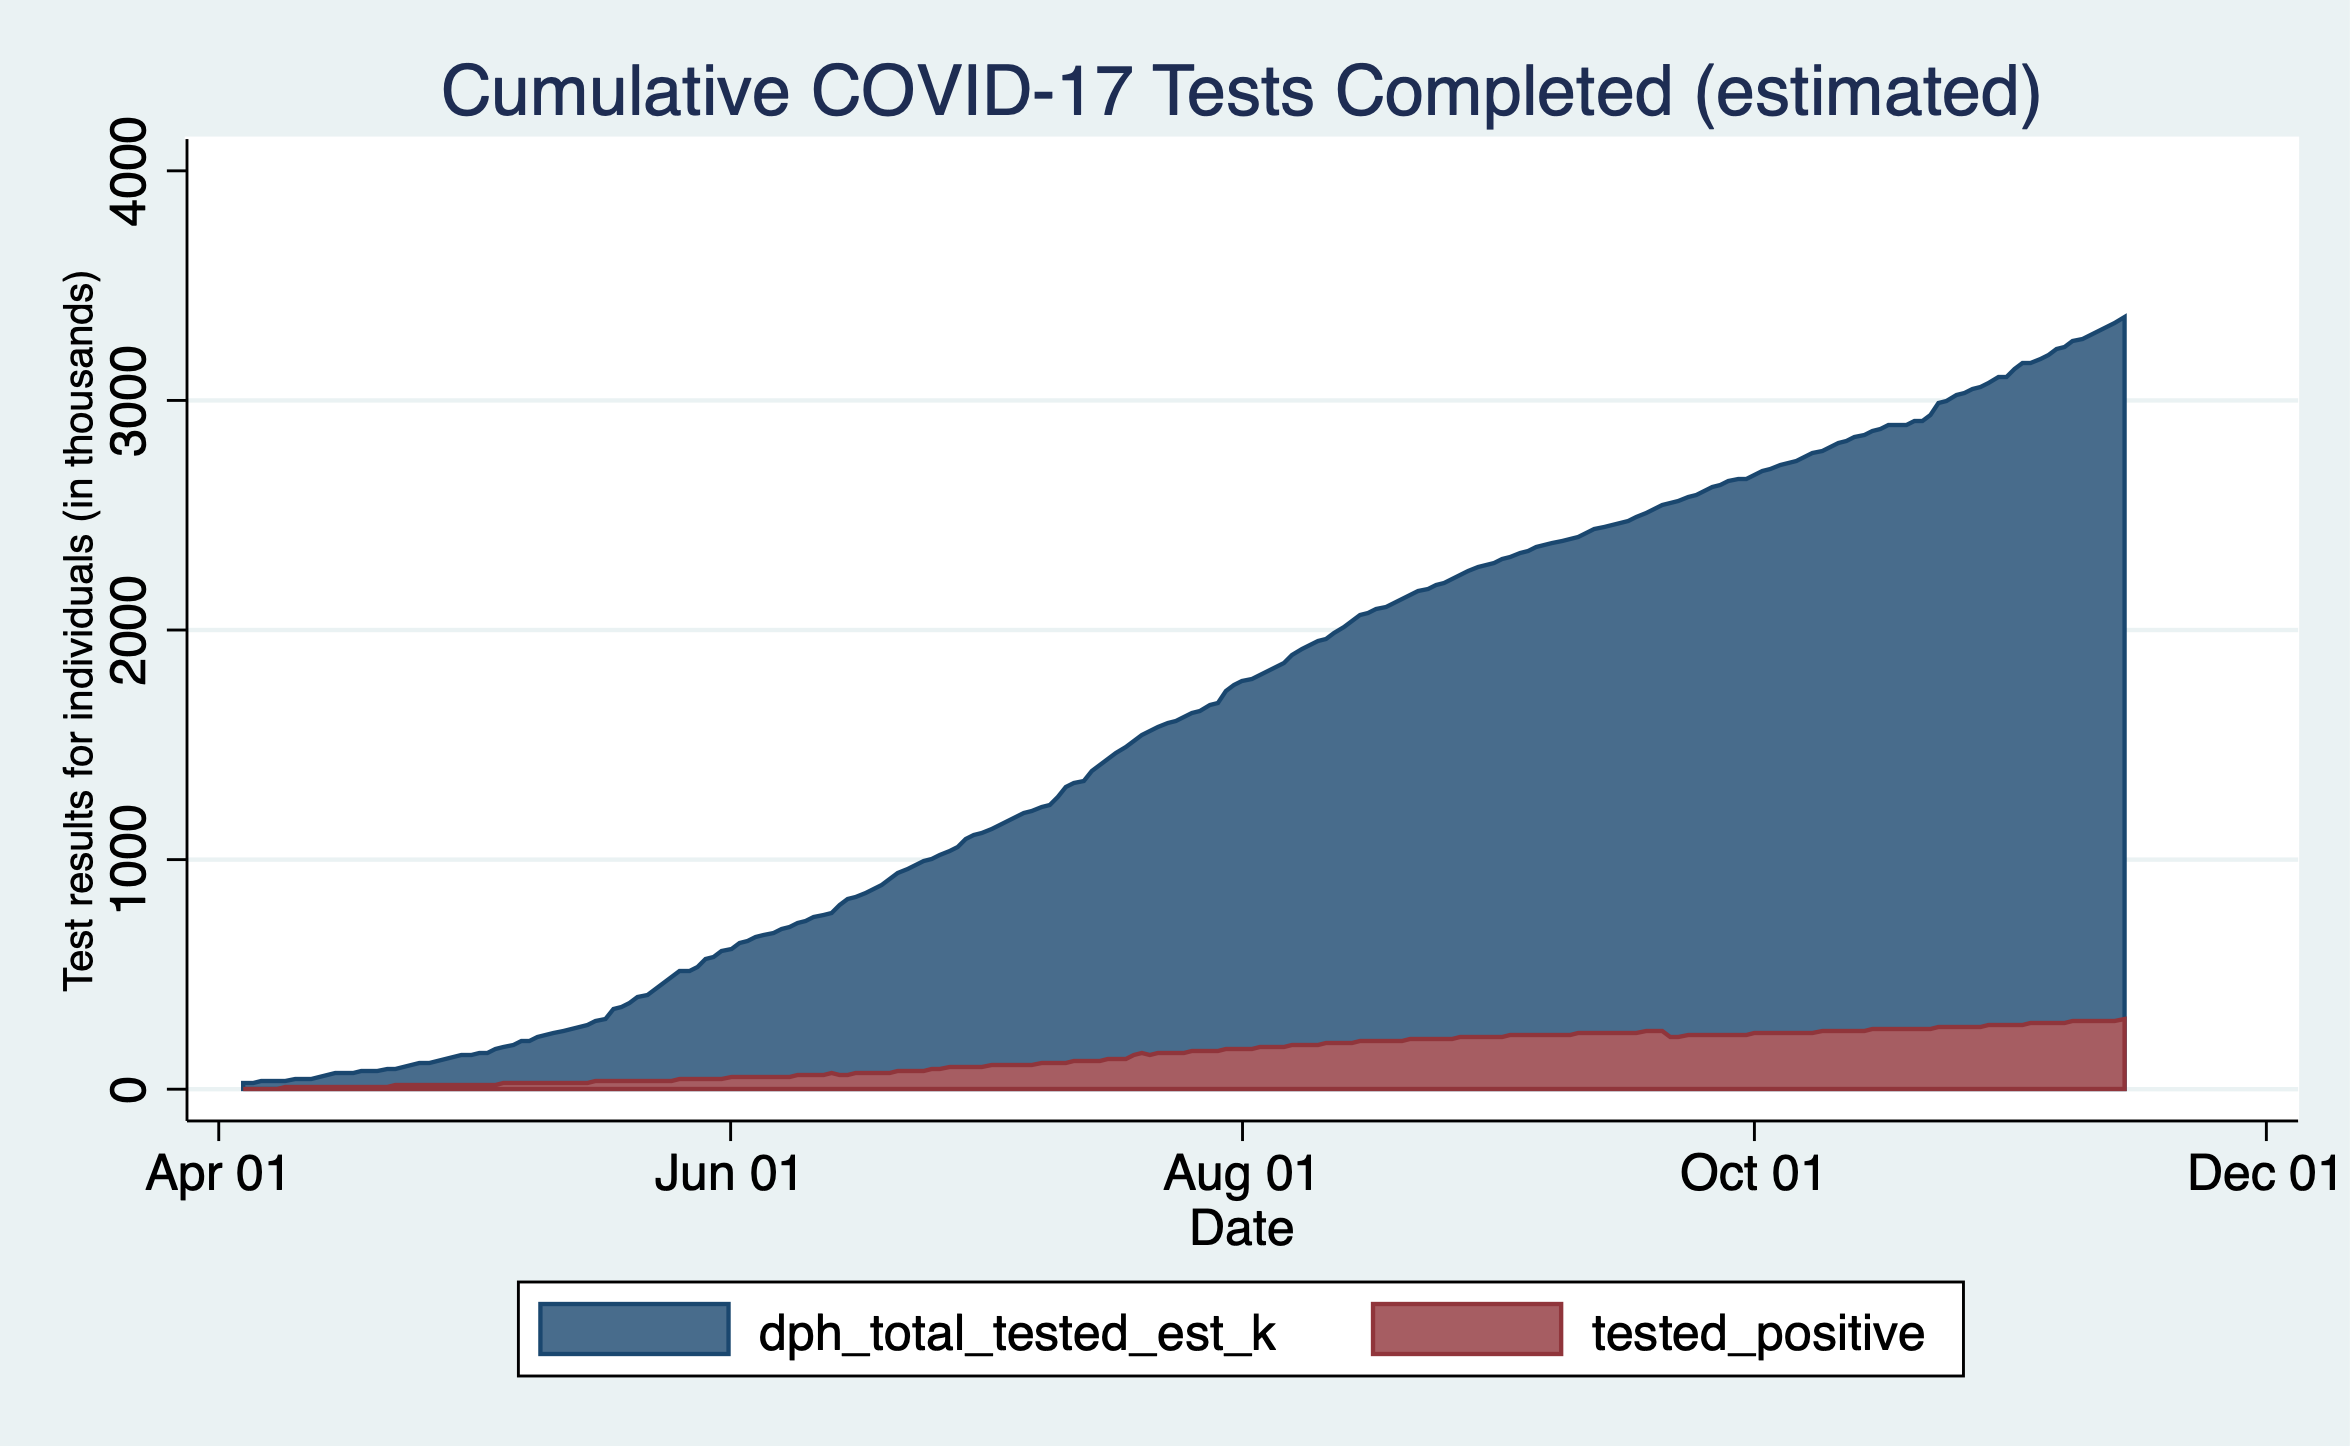 Cumulative COVID-17 Tests Completed (estimated)
Test results for individuals (in thousands)
4000
3000
2000
1000
0
Apr 01
Jun 01
Aug 01
Oct 01
Dec 01
Date
dph_total_tested_est_k
tested_positive